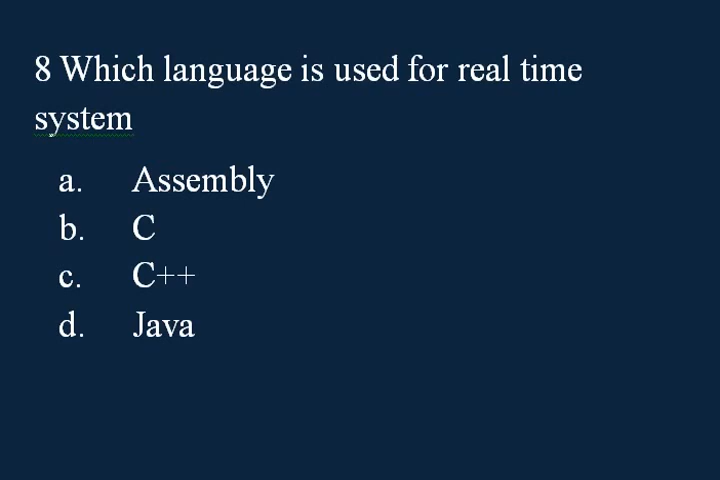 8 Which language is used for real time
system
a. Assembly
b. C
c. C++
d. Java